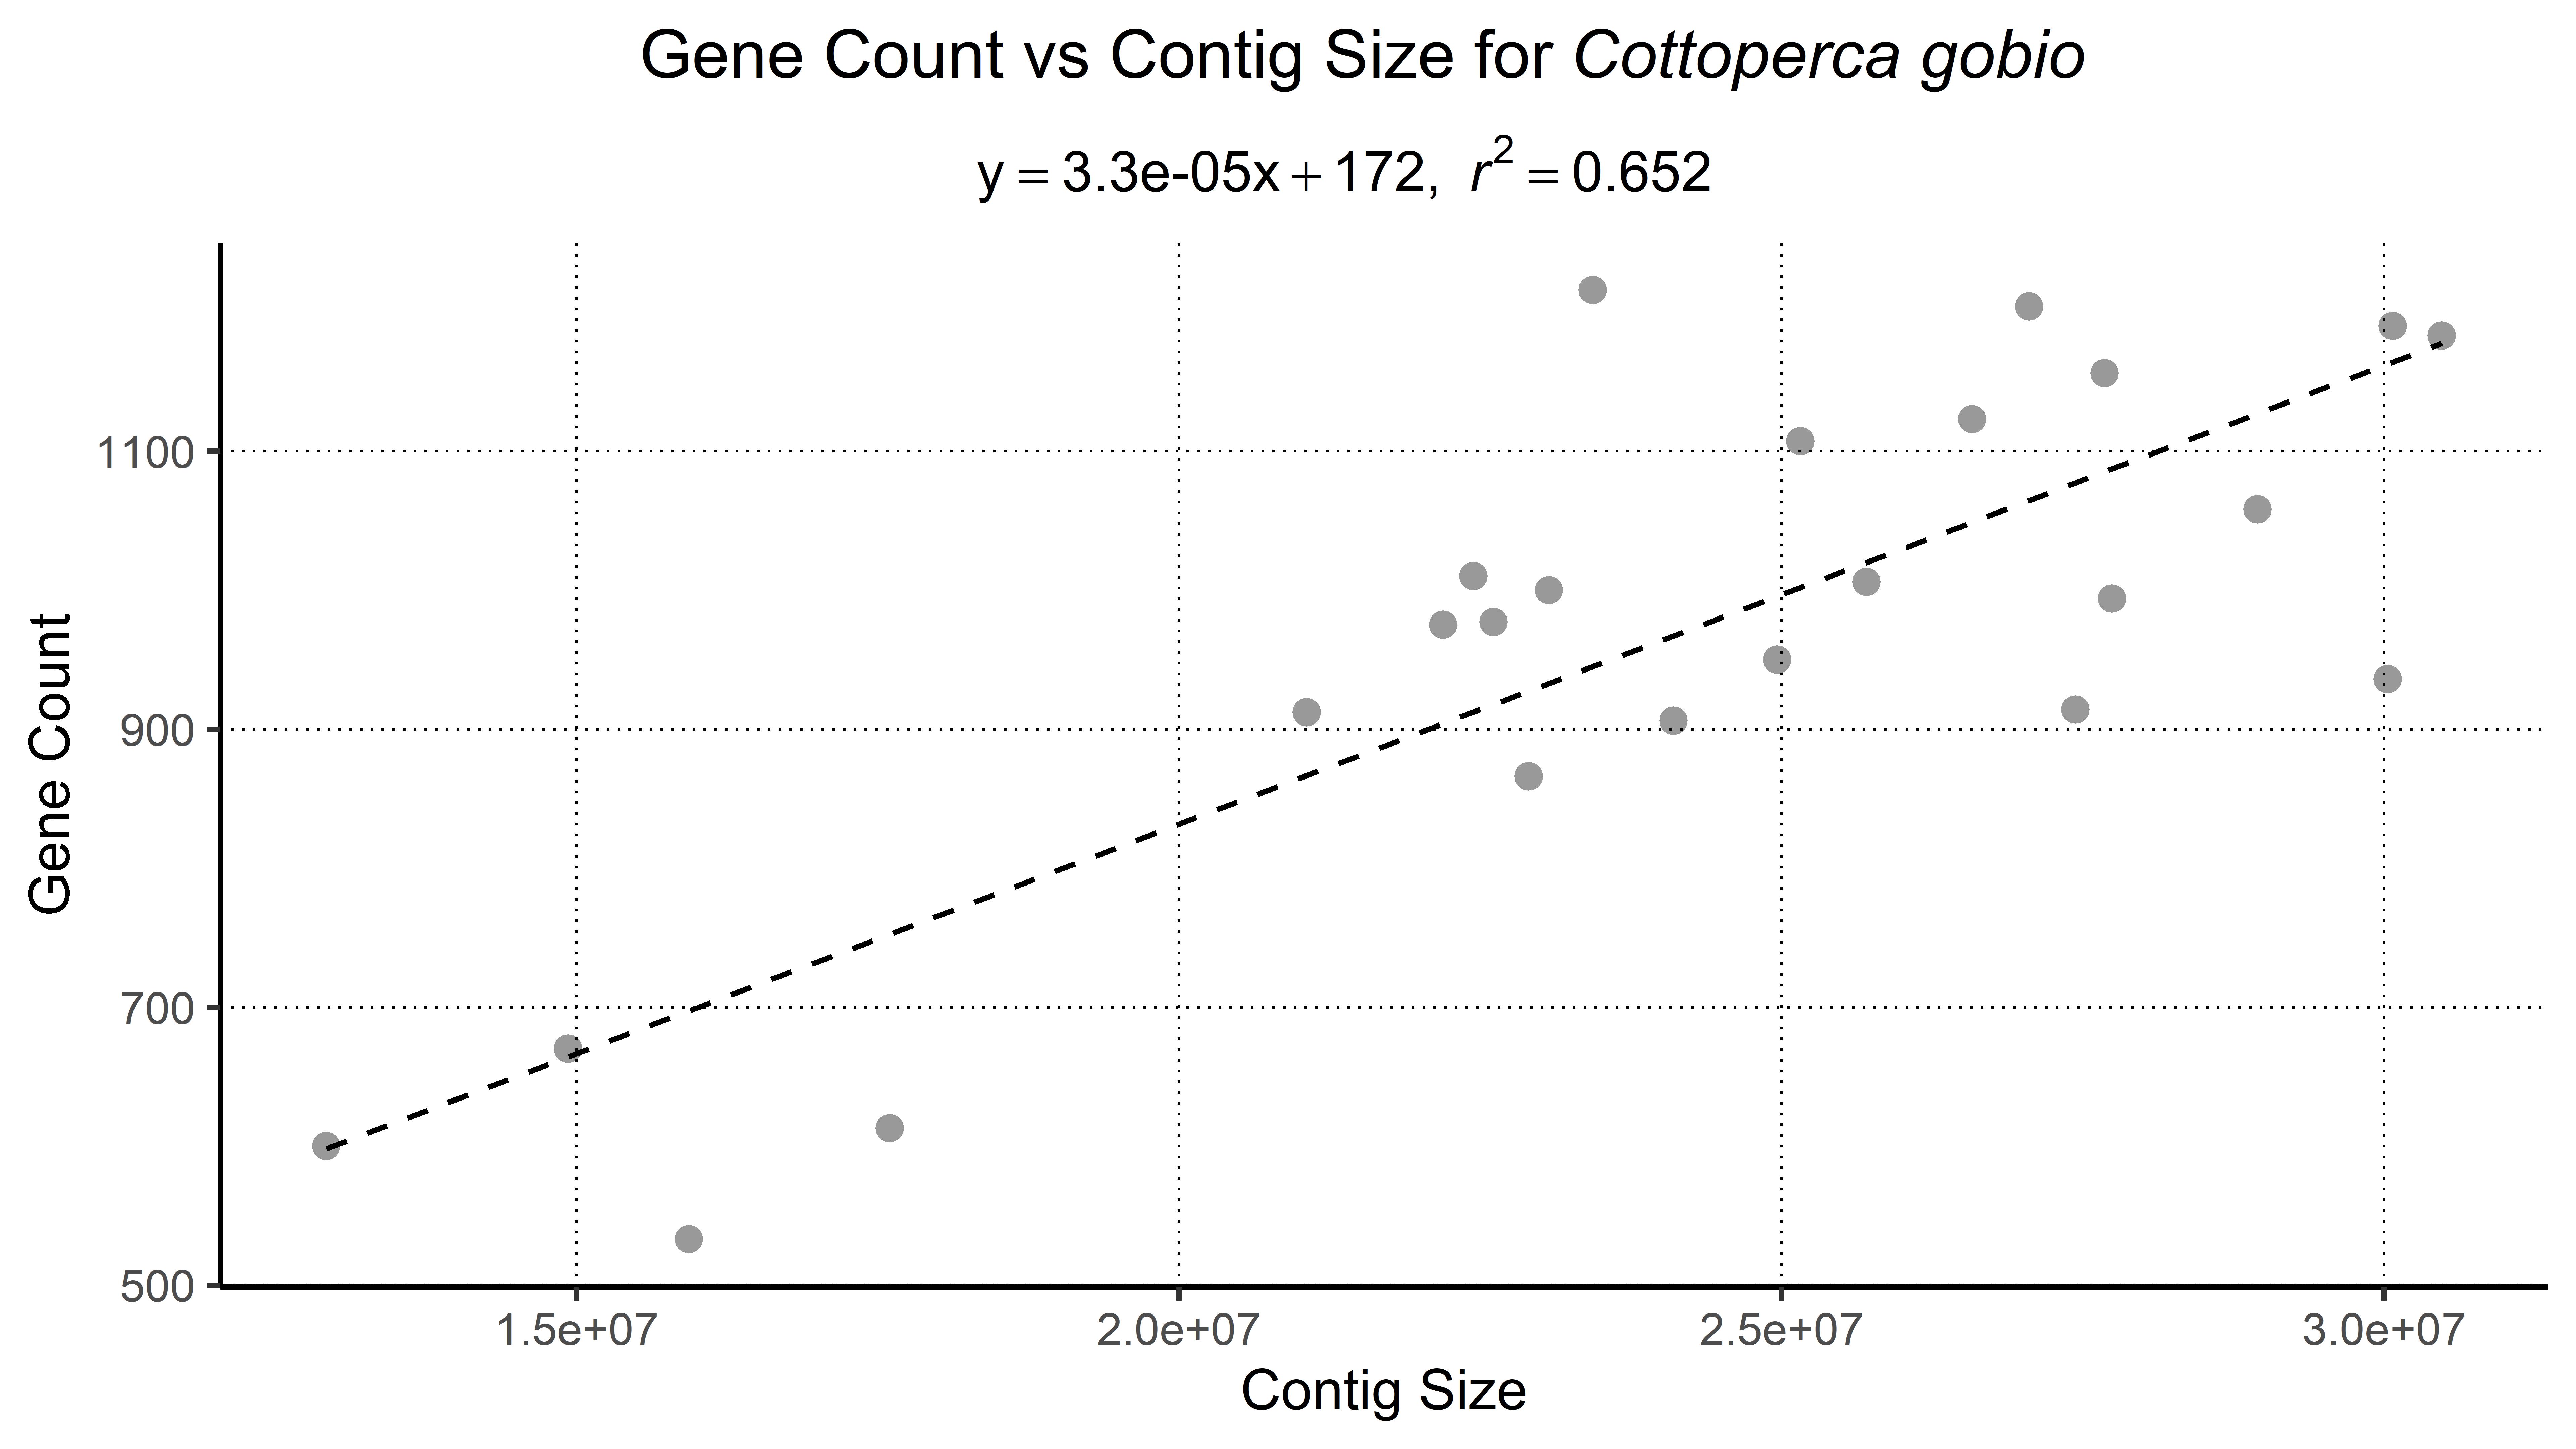 Gene Count vs Contig Size for Cottoperca gobio
y = 3.3e-05x + 172, r² = 0.652
Gene Count
1100
900
700
500
1.5e+07 2.0e+07 2.5e+07 3.0e+07
Contig Size